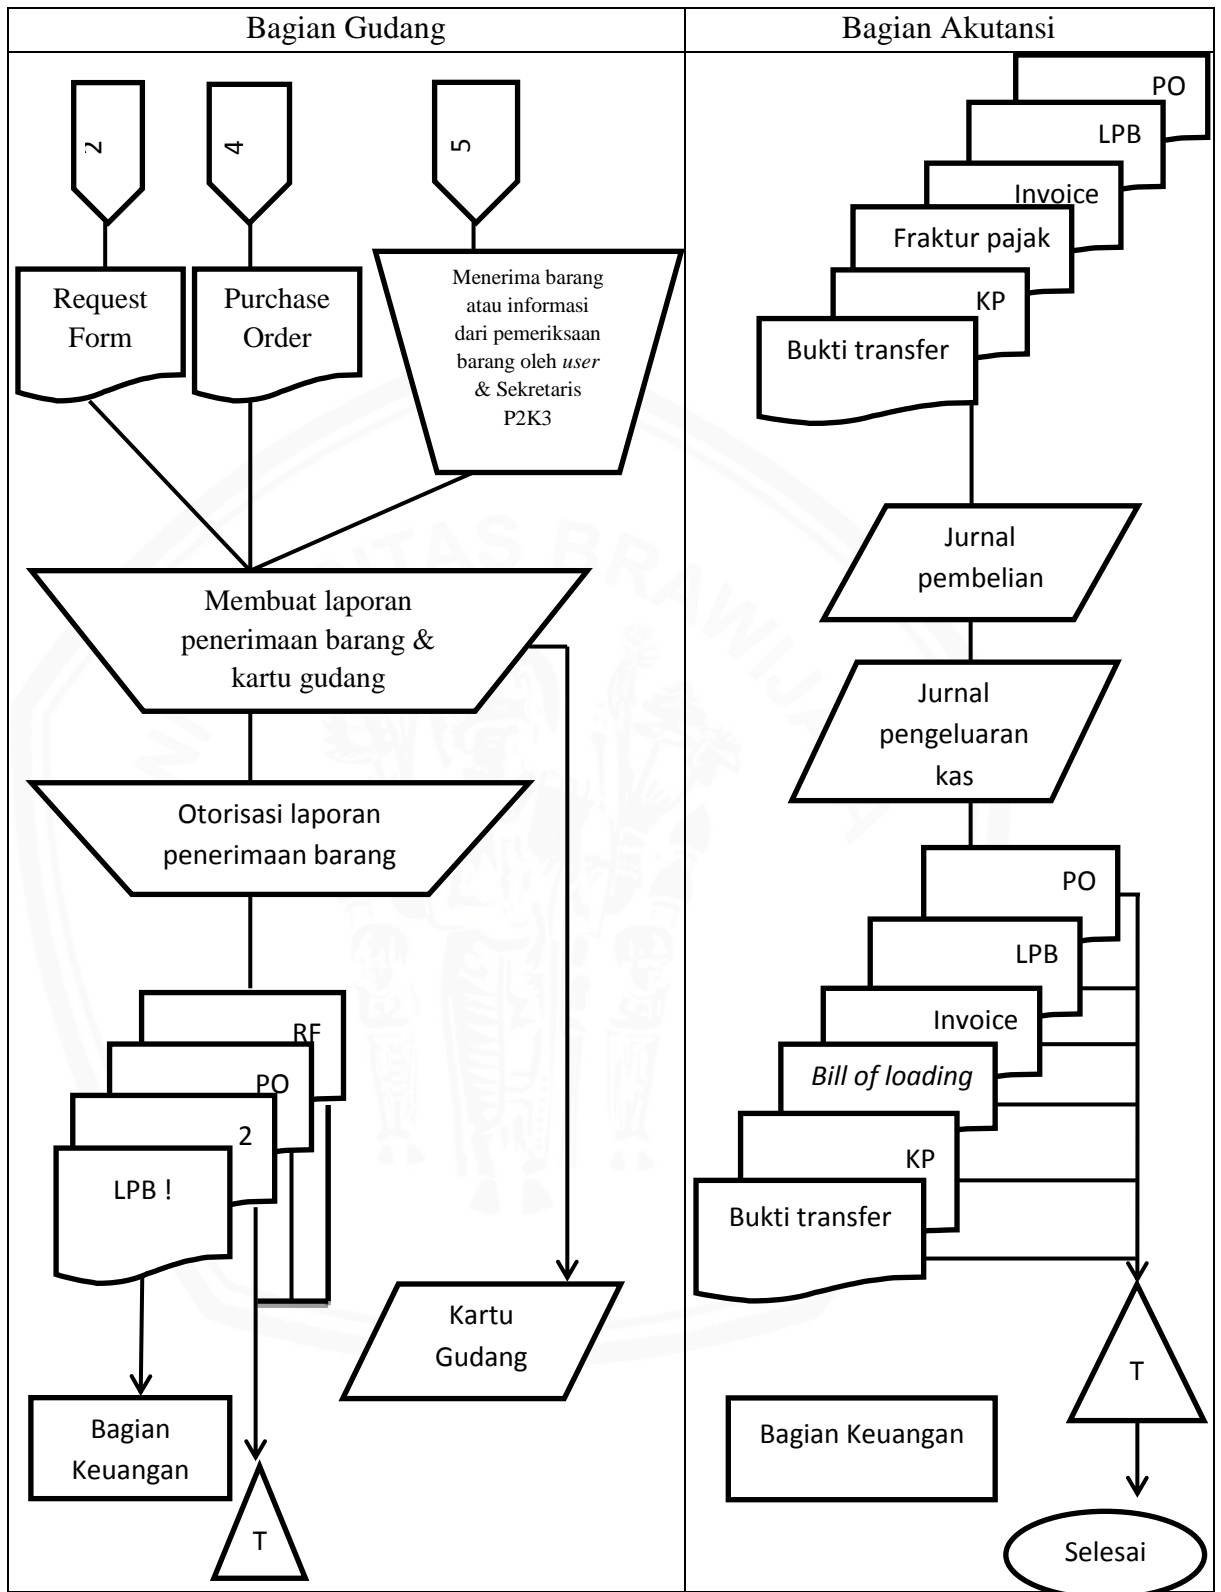 Bagian Gudang
Bagian Akutansi
2
4
5
Request
Form
Purchase
Order
Menerima barang
atau informasi
dari pemeriksaan
barang oleh user
& Sekretaris
P2K3
Membuat laporan
penerimaan barang &
kartu gudang
Otorisasi laporan
penerimaan barang
RF
PO
2
LPB !
Kartu
Gudang
Bagian
Keuangan
T
PO
LPB
Invoice
Fraktur pajak
KP
Bukti transfer
Jurnal
pembelian
Jurnal
pengeluaran
kas
PO
LPB
Invoice
Bill of loading
KP
Bukti transfer
T
Bagian Keuangan
Selesai